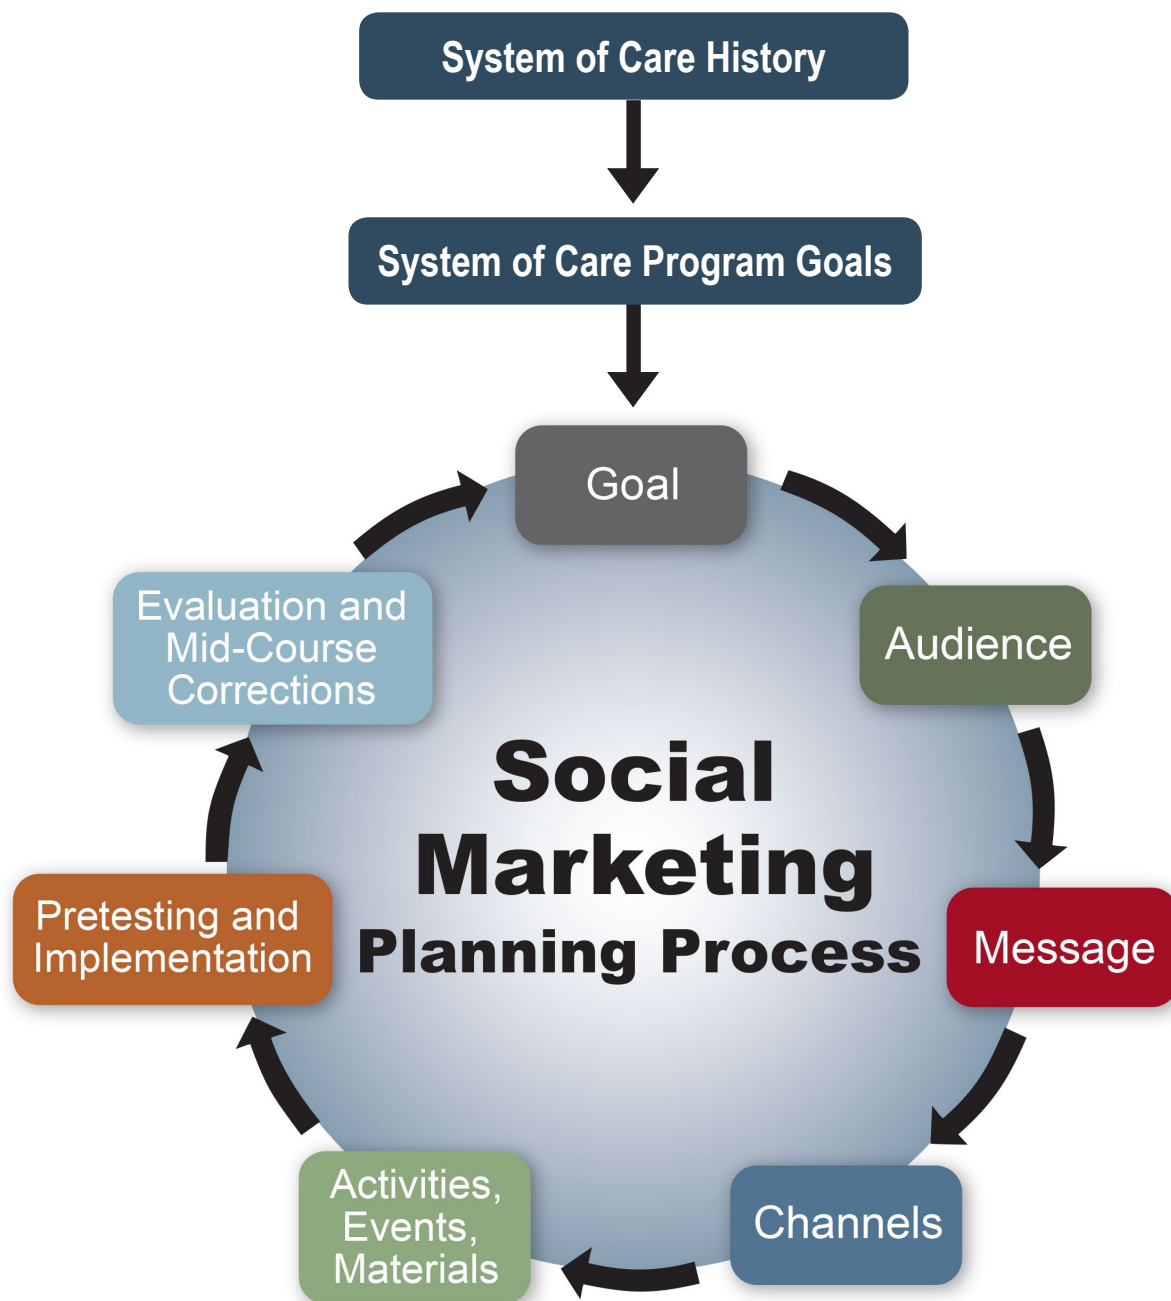 System of Care History
System of Care Program Goals
Goal
Audience
Message
Channels
Activities,
Events,
Materials
Pretesting and
Implementation
Evaluation and
Mid-Course
Corrections
Social
Marketing
Planning Process